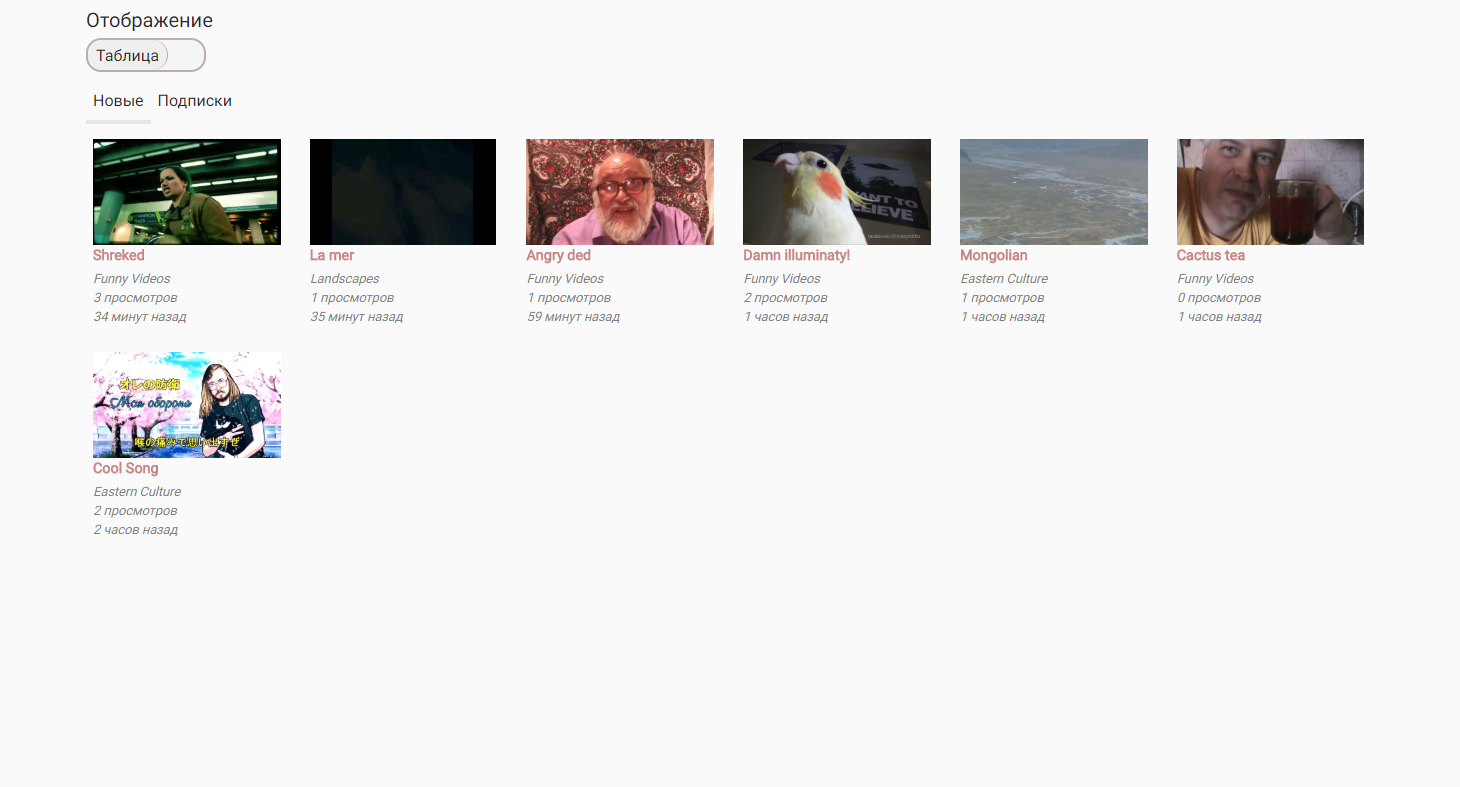 Отображение
Таблица
Новые Подписки
CHAMPION
PLAZA
ANT TO
ELIEVE
Shreked
Funny Videos
3 просмотров
34 минут назад
La mer
Landscapes
1 просмотров
35 минут назад
Angry ded
Funny Videos
1 просмотров
59 минут назад
Damn illuminaty!
Funny Videos
2 просмотров
1 часов назад
Mongolian
Eastern Culture
1 просмотров
1 часов назад
Cactus tea
Funny Videos
0 просмотров
1 часов назад
オレの防衛
Моя оборона
喉の痛みで思い出すぜ
Cool Song
Eastern Culture
2 просмотров
2 часов назад